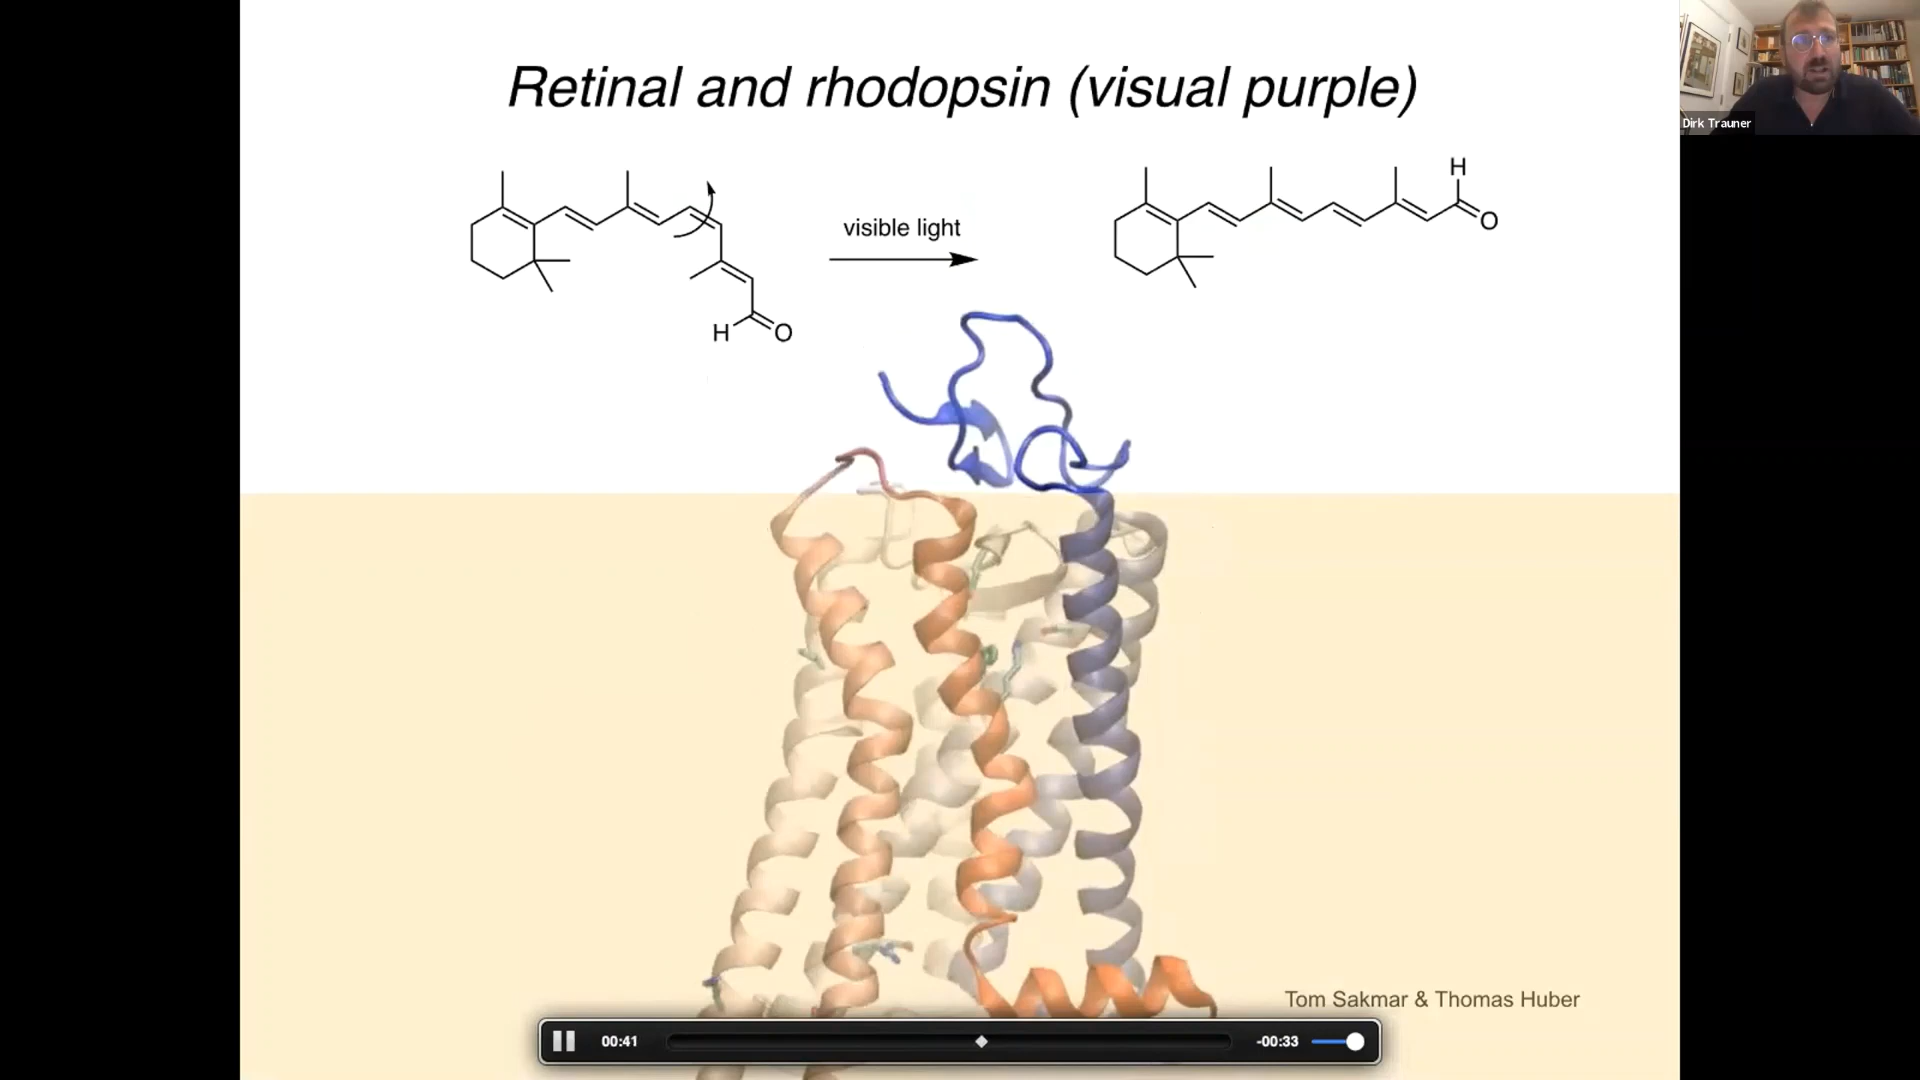 Retinal and rhodopsin (visual purple)
Dirk Trauner
H
visible light
O
H
O
Tom Sakmar & Thomas Huber
00:41
-00:33